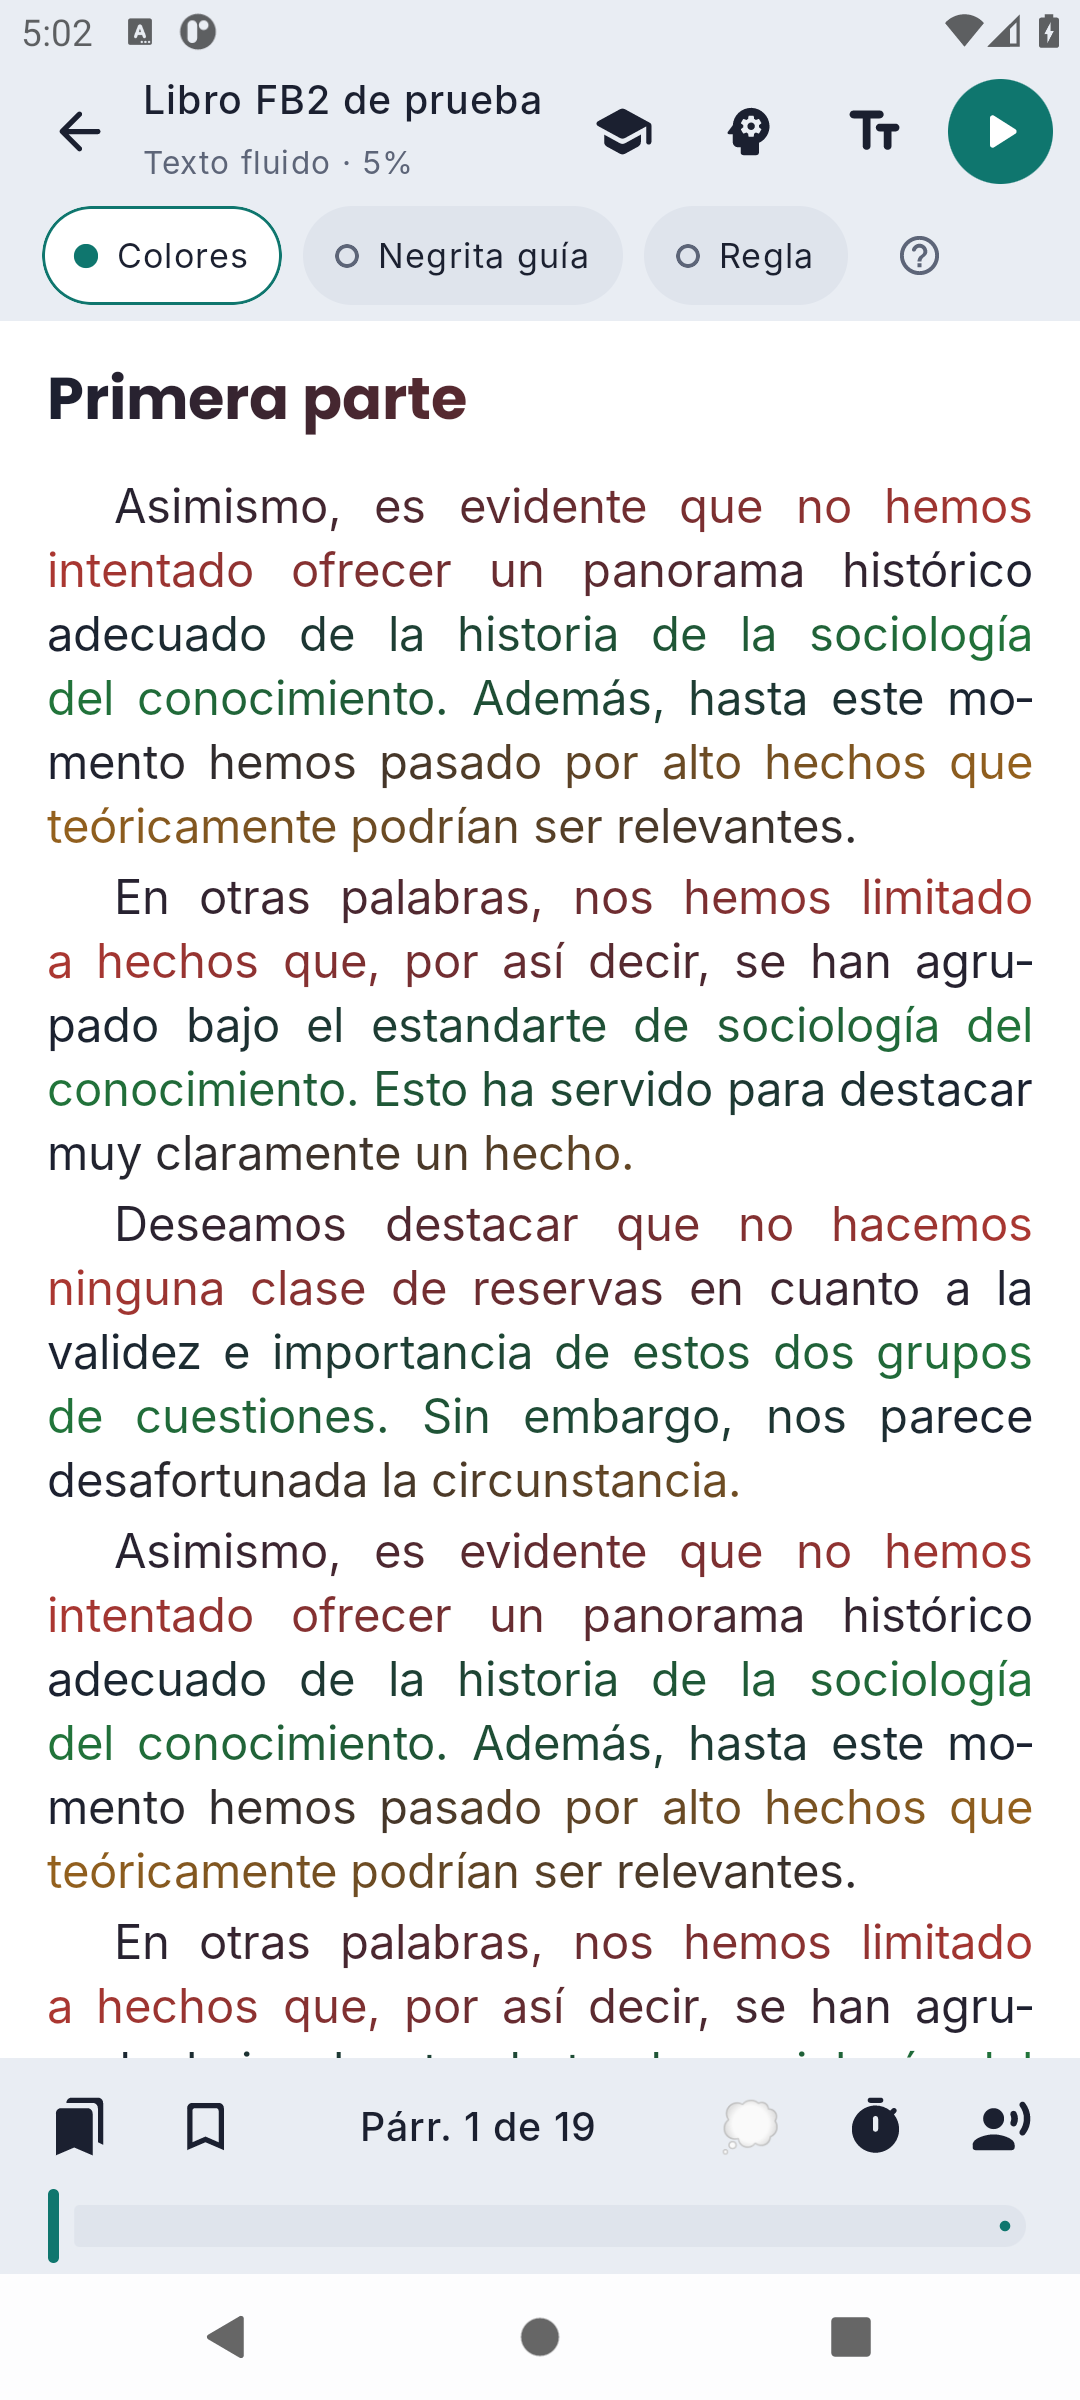 5:02
Libro FB2 de prueba
Texto fluido · 5%
Colores
Negrita guía
Regla
Primera parte
Asimismo, es evidente que no hemos
intentado ofrecer un panorama histórico
adecuado de la historia de la sociología
del conocimiento. Además, hasta este mo-
mento hemos pasado por alto hechos que
teóricamente podrían ser relevantes.
En otras palabras, nos hemos limitado
a hechos que, por así decir, se han agru-
pado bajo el estandarte de sociología del
conocimiento. Esto ha servido para destacar
muy claramente un hecho.
Deseamos destacar que no hacemos
ninguna clase de reservas en cuanto a la
validez e importancia de estos dos grupos
de cuestiones. Sin embargo, nos parece
desafortunada la circunstancia.
Asimismo, es evidente que no hemos
intentado ofrecer un panorama histórico
adecuado de la historia de la sociología
del conocimiento. Además, hasta este mo-
mento hemos pasado por alto hechos que
teóricamente podrían ser relevantes.
En otras palabras, nos hemos limitado
a hechos que, por así decir, se han agru-
Párr. 1 de 19